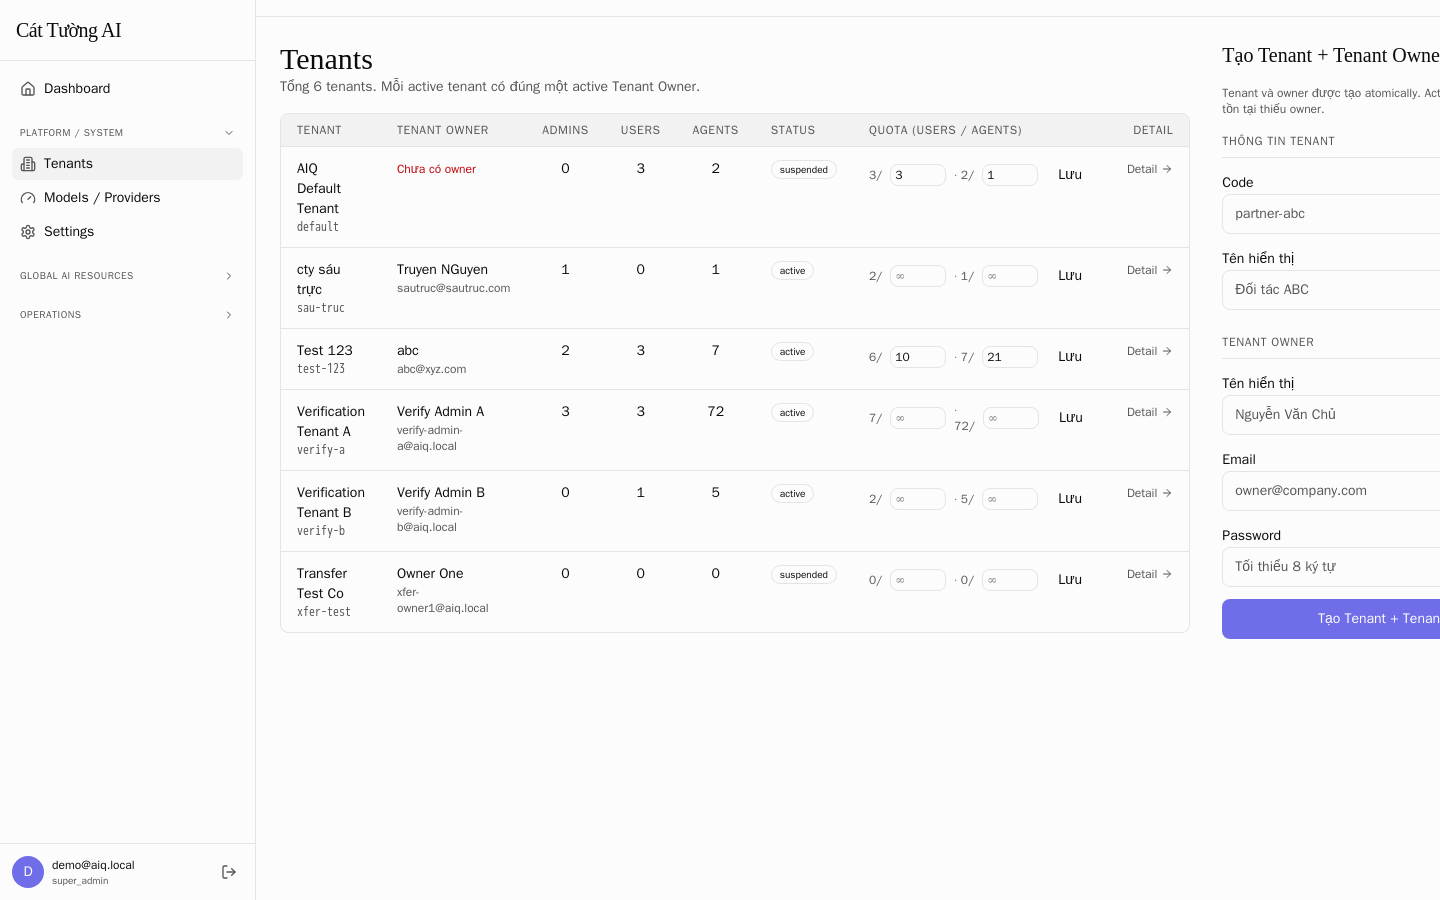 Cát Tường AI
Dashboard
PLATFORM / SYSTEM
Tenants
Models / Providers
Settings
GLOBAL AI RESOURCES
OPERATIONS
demo@aiq.local
super_admin
D
Tenants
Tổng 6 tenants. Mỗi active tenant có đúng một active Tenant Owner.
TENANT TENANT OWNER ADMINS USERS AGENTS STATUS QUOTA (USERS / AGENTS) DETAIL
AIQ Chưa có owner 0 3 2 suspended 3/ 3 · 2/ 1 Lưu Detail →
Default
Tenant
default
cty sáu Truyen NGuyen 1 0 1 active 2/ ∞ · 1/ ∞ Lưu Detail →
trực sautruc@sautruc.com
sau-truc
Test 123 abc 2 3 7 active 6/ 10 · 7/ 21 Lưu Detail →
test-123 abc@xyz.com
Verification Verify Admin A 3 3 72 active 7/ ∞ · 72/ ∞ Lưu Detail →
Tenant A verify-admin-
verify-a a@aiq.local
Verification Verify Admin B 0 1 5 active 2/ ∞ · 5/ ∞ Lưu Detail →
Tenant B verify-admin-
verify-b b@aiq.local
Transfer Owner One 0 0 0 suspended 0/ ∞ · 0/ ∞ Lưu Detail →
Test Co xfer-
xfer-test owner1@aiq.local
Tạo Tenant + Tenant Owne
Tenant và owner được tạo atomically. Act
tồn tại thiếu owner.
THÔNG TIN TENANT
Code
partner-abc
Tên hiển thị
Đối tác ABC
TENANT OWNER
Tên hiển thị
Nguyễn Văn Chủ
Email
owner@company.com
Password
Tối thiểu 8 ký tự
Tạo Tenant + Tenan